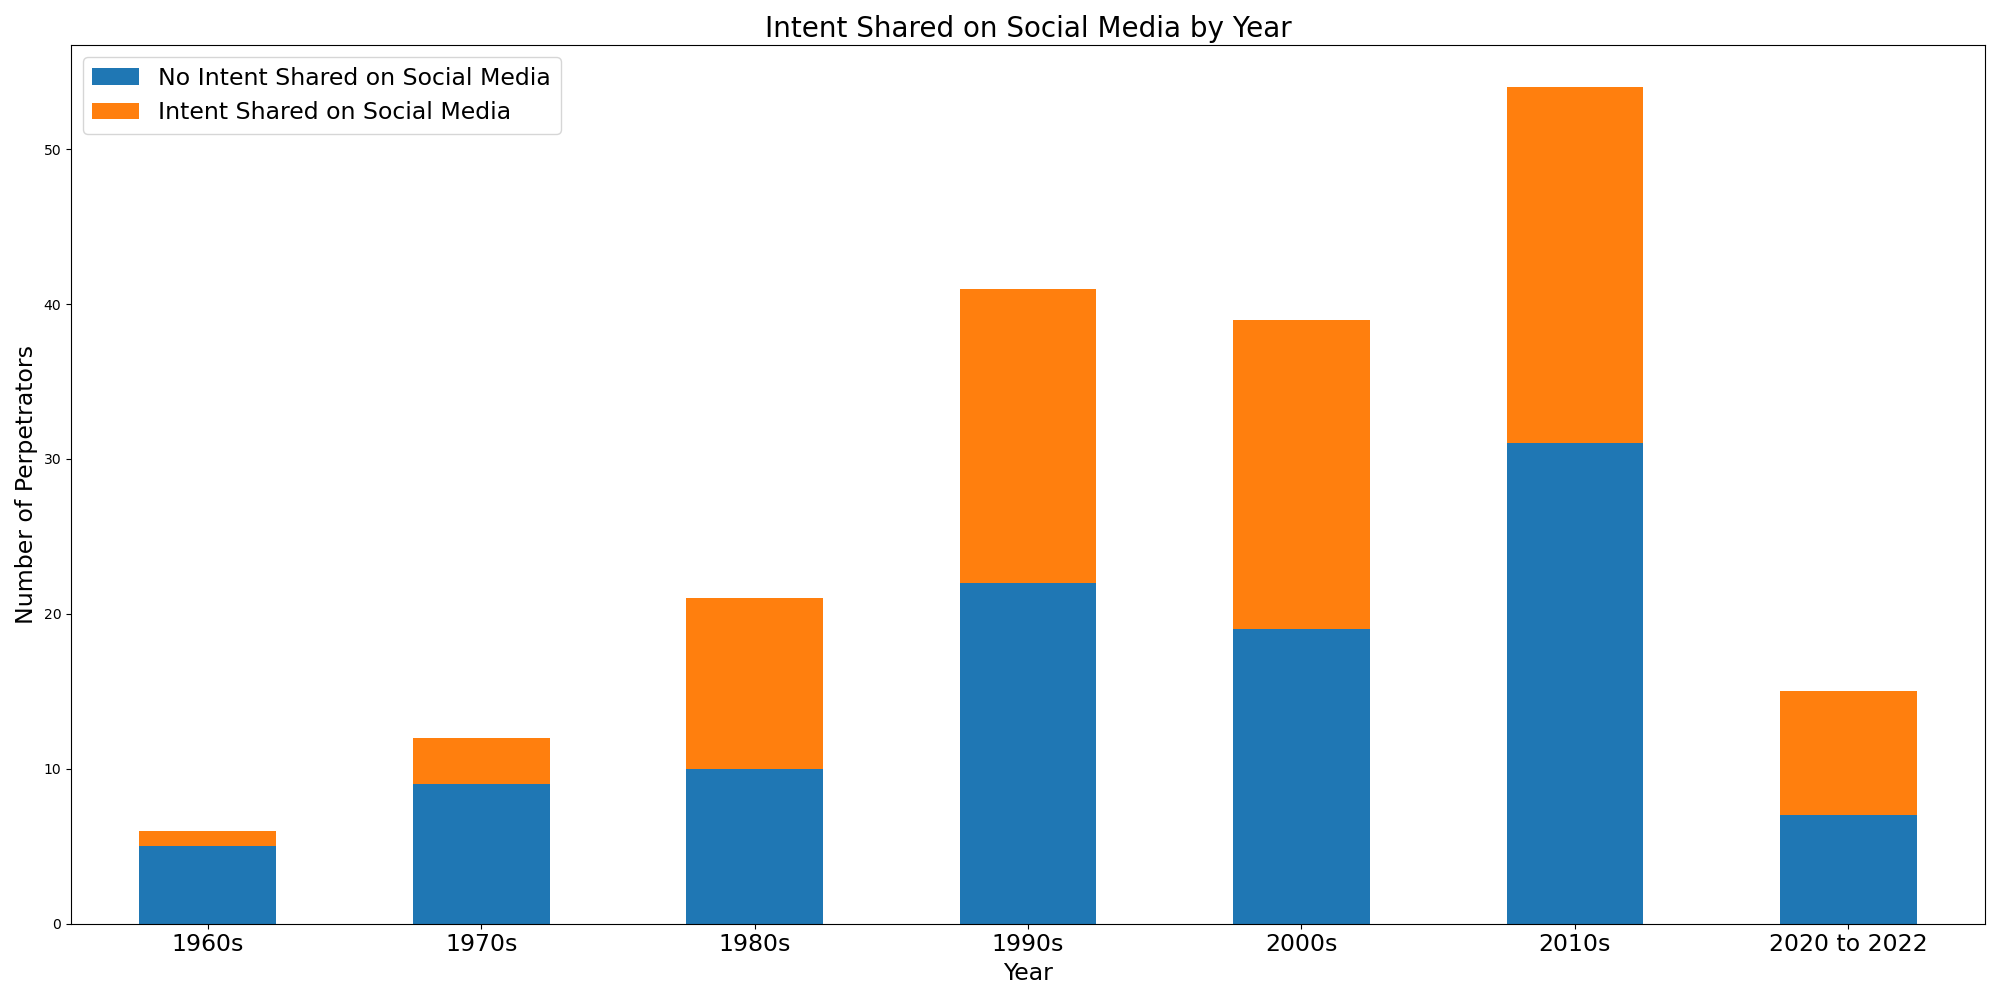 Intent Shared on Social Media by Year
No Intent Shared on Social Media
Intent Shared on Social Media
Number of Perpetrators
50
40
30
20
10
0
1960s 1970s 1980s 1990s 2000s 2010s 2020 to 2022
Year